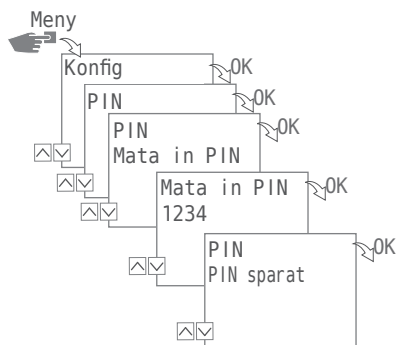 Meny
Konfig
OK
PIN
OK
PIN
Mata in PIN
OK
Mata in PIN
1234
OK
PIN
PIN sparat
OK